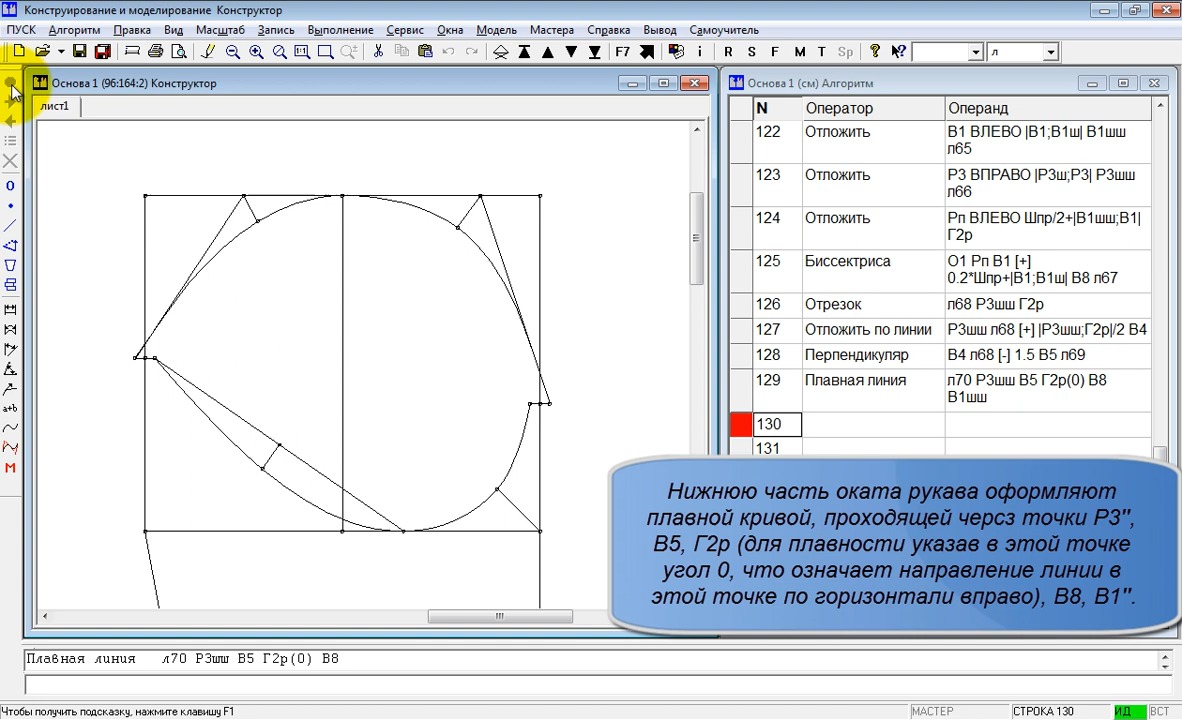 Конструирование и моделирование Конструктор
ПУСК Алгоритм Правка Вид Масштаб Запись Выполнение Сервис Окна Модель Мастера Справка Вывод Самоучитель
1:1 F7 i R S F M T Sp ? л
Основа 1 (96:164:2) Конструктор
лист1
0
a+b
M
Основа 1 (см) Алгоритм
N Оператор Операнд
122 Отложить В1 ВЛЕВО |В1;В1ш| В1шш
л65
123 Отложить Р3 ВПРАВО |Р3ш;Р3| Р3шш
л66
124 Отложить Рп ВЛЕВО Шпр/2+|В1шш;В1|
Г2р
125 Биссектриса О1 Рп В1 [+]
0.2*Шпр+|В1;В1ш| В8 л67
126 Отрезок л68 Р3шш Г2р
127 Отложить по линии Р3шш л68 [+] |Р3шш;Г2р|/2 В4
128 Перпендикуляр В4 л68 [-] 1.5 В5 л69
129 Плавная линия л70 Р3шш В5 Г2р(0) В8
В1шш
130
131
Нижнюю часть оката рукава оформляют
плавной кривой, проходящей через точки Р3",
В5, Г2р (для плавности указав в этой точке
угол 0, что означает направление линии в
этой точке по горизонтали вправо), В8, В1".
Плавная линия л70 Р3шш В5 Г2р(0) В8
Чтобы получить подсказку, нажмите клавишу F1 МАСТЕР СТРОКА 130 ИД ВСТ